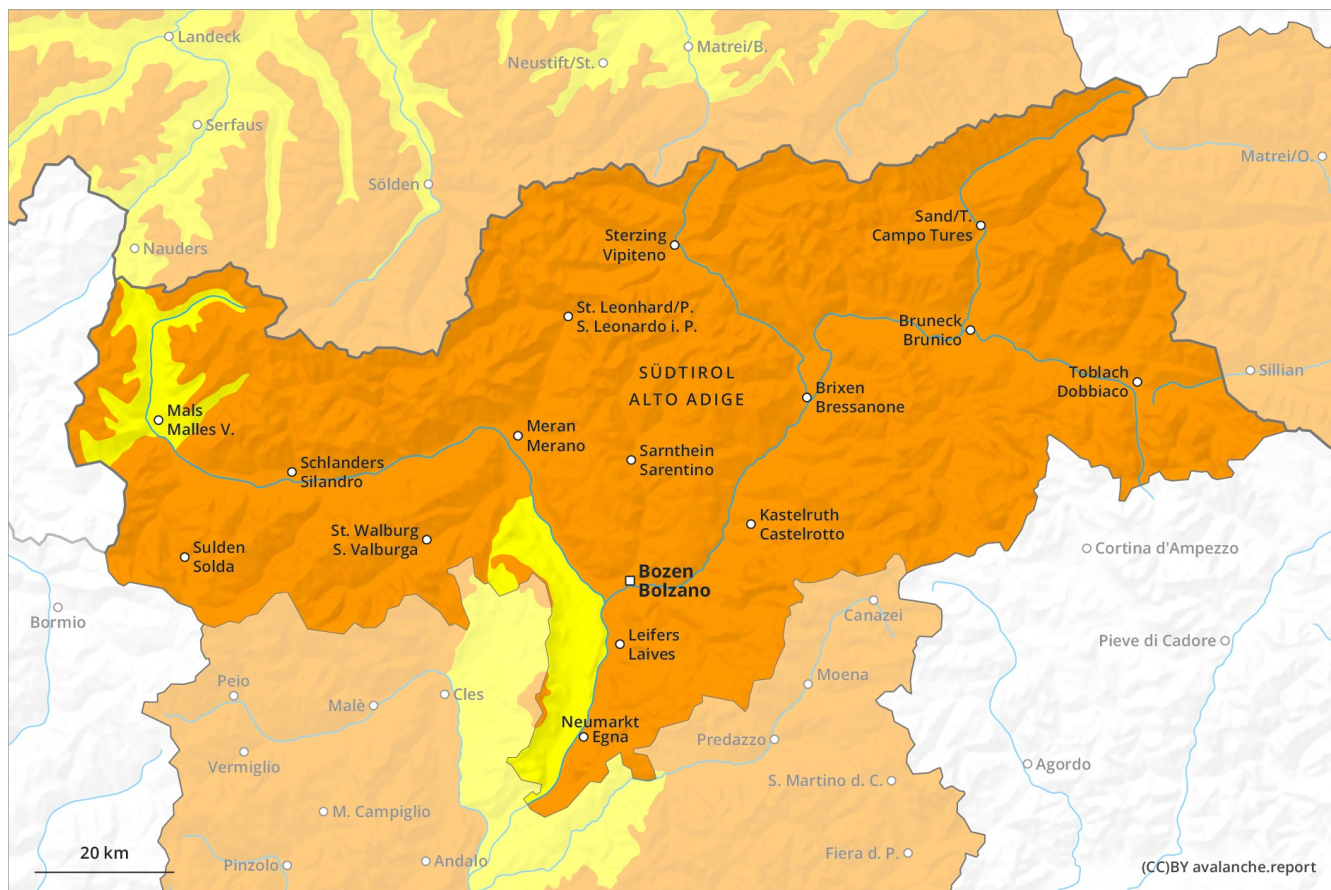 Landeck
Matrei/B.
Neustift/St.
Serfaus
Matrei/O.
Sölden
Nauders
Sand/T.
Campo Tures
Sterzing
Vipiteno
St. Leonhard/P.
S. Leonardo i. P.
Bruneck
Brunico
SÜDTIROL
ALTO ADIGE
Toblach
Dobbiaco
Sillian
Brixen
Bressanone
Mals
Malles V.
Meran
Merano
Schlanders
Silandro
Sarnthein
Sarentino
Kastelruth
Castelrotto
St. Walburg
S. Valburga
Sulden
Solda
Cortina d'Ampezzo
Bozen
Bolzano
Bormio
Canazei
Leifers
Laives
Pieve di Cadore
Peio
Moena
Malè
Cles
Neumarkt
Egna
Predazzo
Vermiglio
Agordo
S. Martino d. C.
M. Campiglio
20 km
Pinzolo
Andalo
Fiera d. P.
(CC)BY avalanche.report